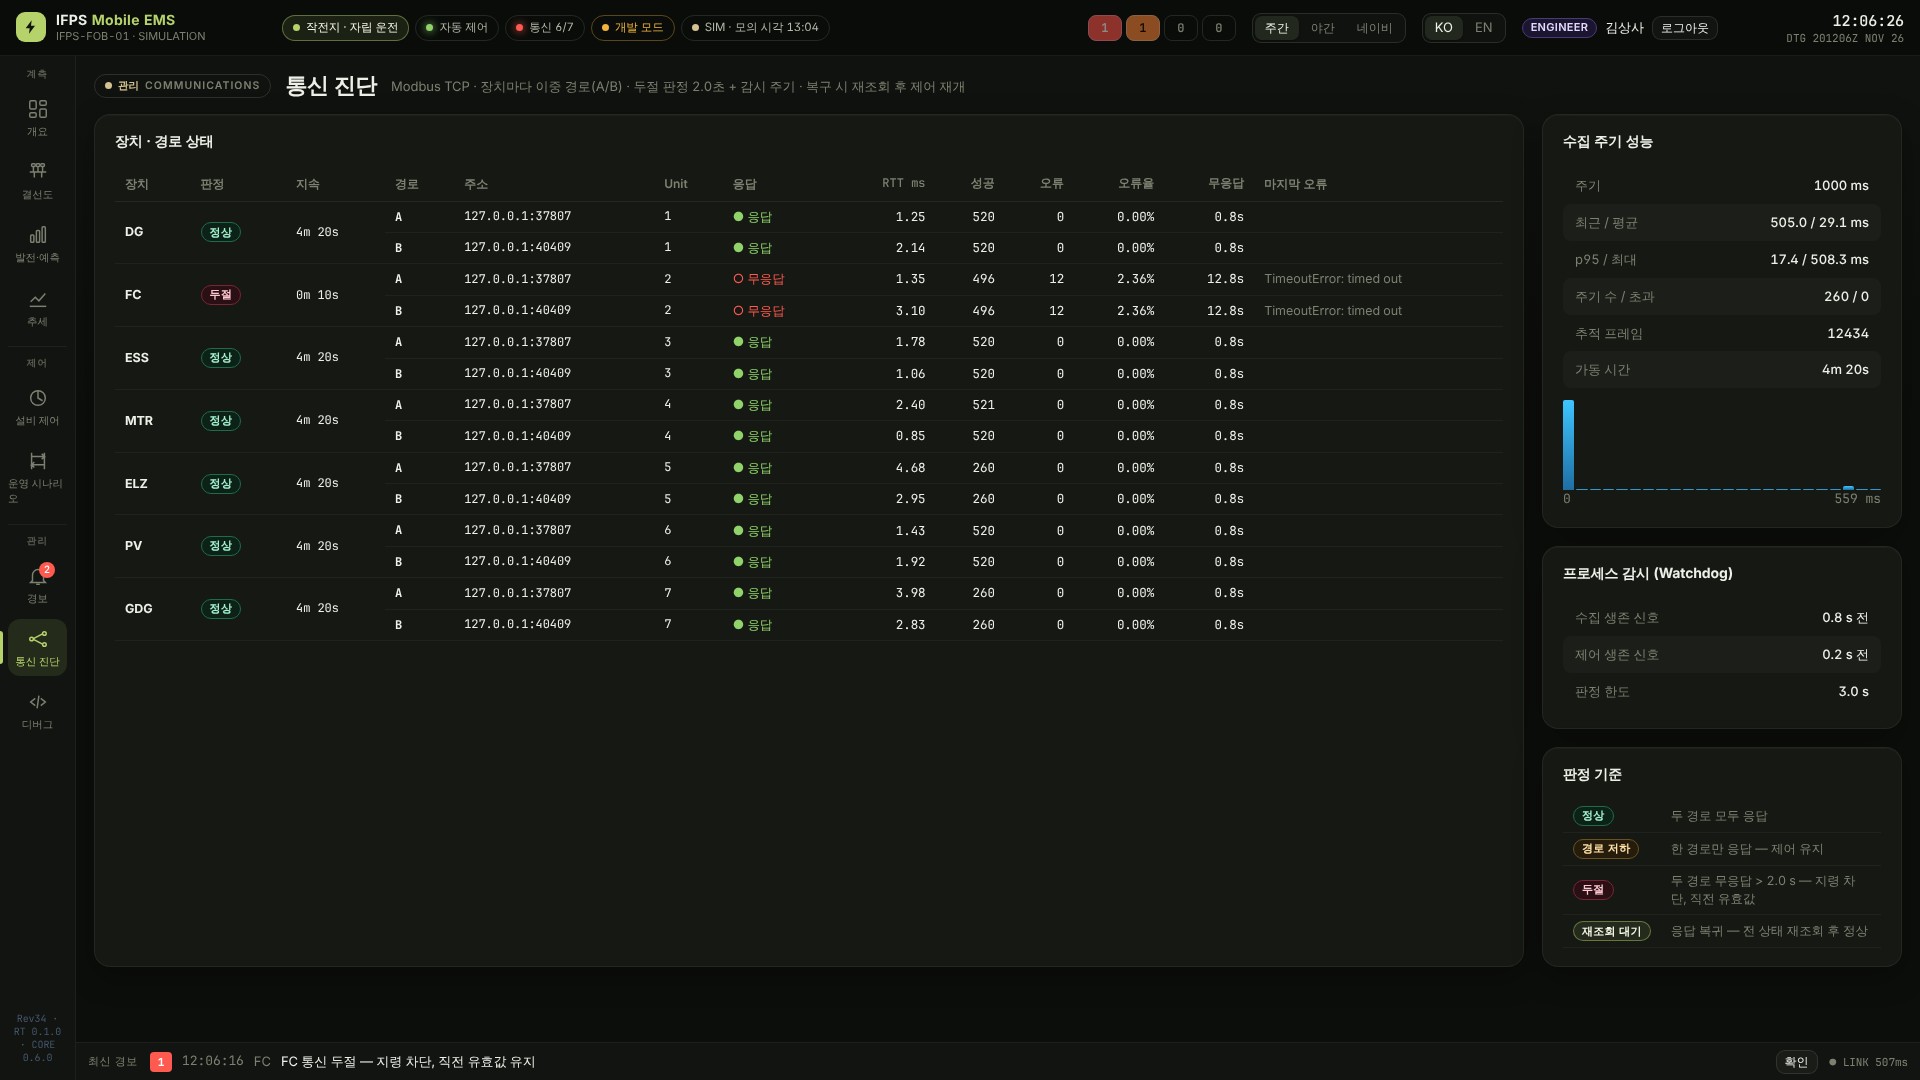 IFPS Mobile EMS
IFPS-FOB-01 · SIMULATION
작전지 · 자립 운전
자동 제어
통신 6/7
개발 모드
SIM · 모의 시각 13:04
1 1 0 0
주간 야간 네이비
KO EN
ENGINEER 김상사 로그아웃
12:06:26
DTG 201206Z NOV 26
계측
개요
결선도
발전·예측
추세
제어
설비 제어
운영 시나리
오
관리
2
경보
통신 진단
디버그
Rev34 ·
RT 0.1.0
· CORE
0.6.0
관리 COMMUNICATIONS
통신 진단
Modbus TCP · 장치마다 이중 경로(A/B) · 두절 판정 2.0초 + 감시 주기 · 복구 시 재조회 후 제어 재개
장치 · 경로 상태
장치 판정 지속 경로 주소 Unit 응답 RTT ms 성공 오류 오류율 무응답 마지막 오류
DG 정상 4m 20s
A 127.0.0.1:37807 1 응답 1.25 520 0 0.00% 0.8s
B 127.0.0.1:40409 1 응답 2.14 520 0 0.00% 0.8s
FC 두절 0m 10s
A 127.0.0.1:37807 2 무응답 1.35 496 12 2.36% 12.8s TimeoutError: timed out
B 127.0.0.1:40409 2 무응답 3.10 496 12 2.36% 12.8s TimeoutError: timed out
ESS 정상 4m 20s
A 127.0.0.1:37807 3 응답 1.78 520 0 0.00% 0.8s
B 127.0.0.1:40409 3 응답 1.06 520 0 0.00% 0.8s
MTR 정상 4m 20s
A 127.0.0.1:37807 4 응답 2.40 521 0 0.00% 0.8s
B 127.0.0.1:40409 4 응답 0.85 520 0 0.00% 0.8s
ELZ 정상 4m 20s
A 127.0.0.1:37807 5 응답 4.68 260 0 0.00% 0.8s
B 127.0.0.1:40409 5 응답 2.95 260 0 0.00% 0.8s
PV 정상 4m 20s
A 127.0.0.1:37807 6 응답 1.43 520 0 0.00% 0.8s
B 127.0.0.1:40409 6 응답 1.92 520 0 0.00% 0.8s
GDG 정상 4m 20s
A 127.0.0.1:37807 7 응답 3.98 260 0 0.00% 0.8s
B 127.0.0.1:40409 7 응답 2.83 260 0 0.00% 0.8s
수집 주기 성능
주기 1000 ms
최근 / 평균 505.0 / 29.1 ms
p95 / 최대 17.4 / 508.3 ms
주기 수 / 초과 260 / 0
추적 프레임 12434
가동 시간 4m 20s
0 559 ms
프로세스 감시 (Watchdog)
수집 생존 신호 0.8 s 전
제어 생존 신호 0.2 s 전
판정 한도 3.0 s
판정 기준
정상 두 경로 모두 응답
경로 저하 한 경로만 응답 — 제어 유지
두절 두 경로 무응답 > 2.0 s — 지령 차
단, 직전 유효값
재조회 대기 응답 복귀 — 전 상태 재조회 후 정상
최신 경보 1 12:06:16 FC FC 통신 두절 — 지령 차단, 직전 유효값 유지
확인 LINK 507ms